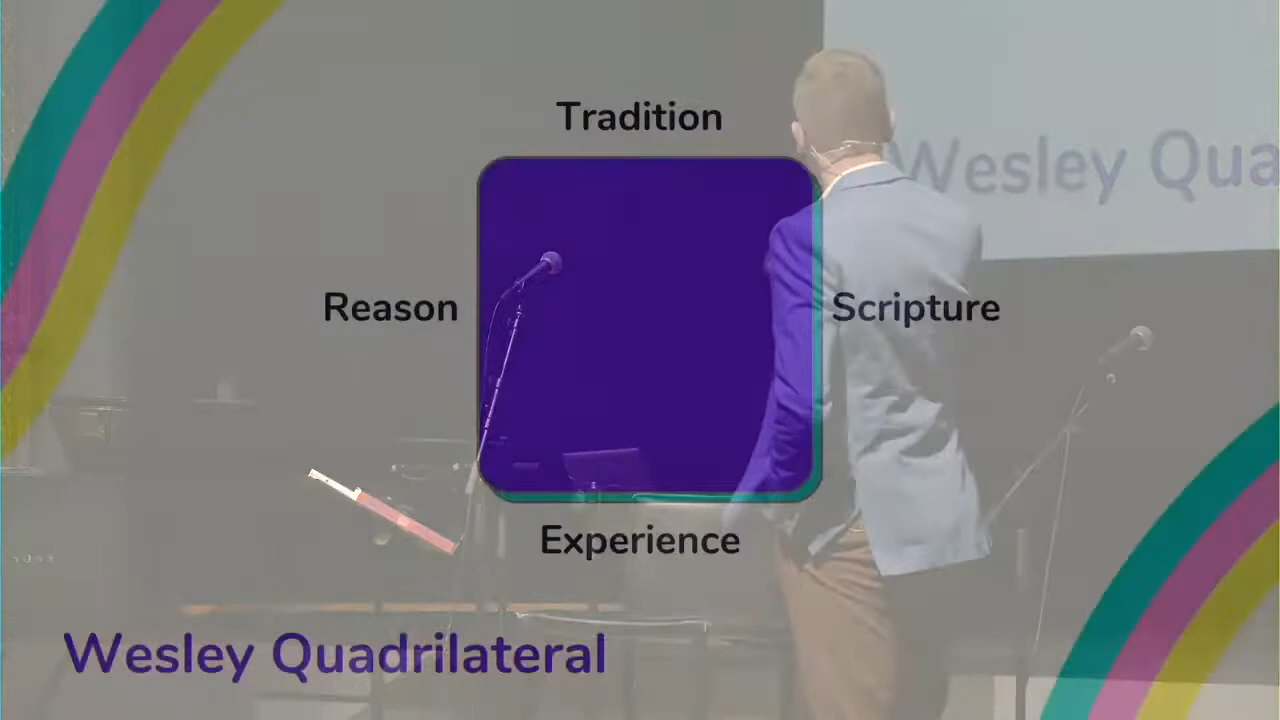 Tradition
Wesley Qua
Reason
Scripture
Experience
Wesley Quadrilateral